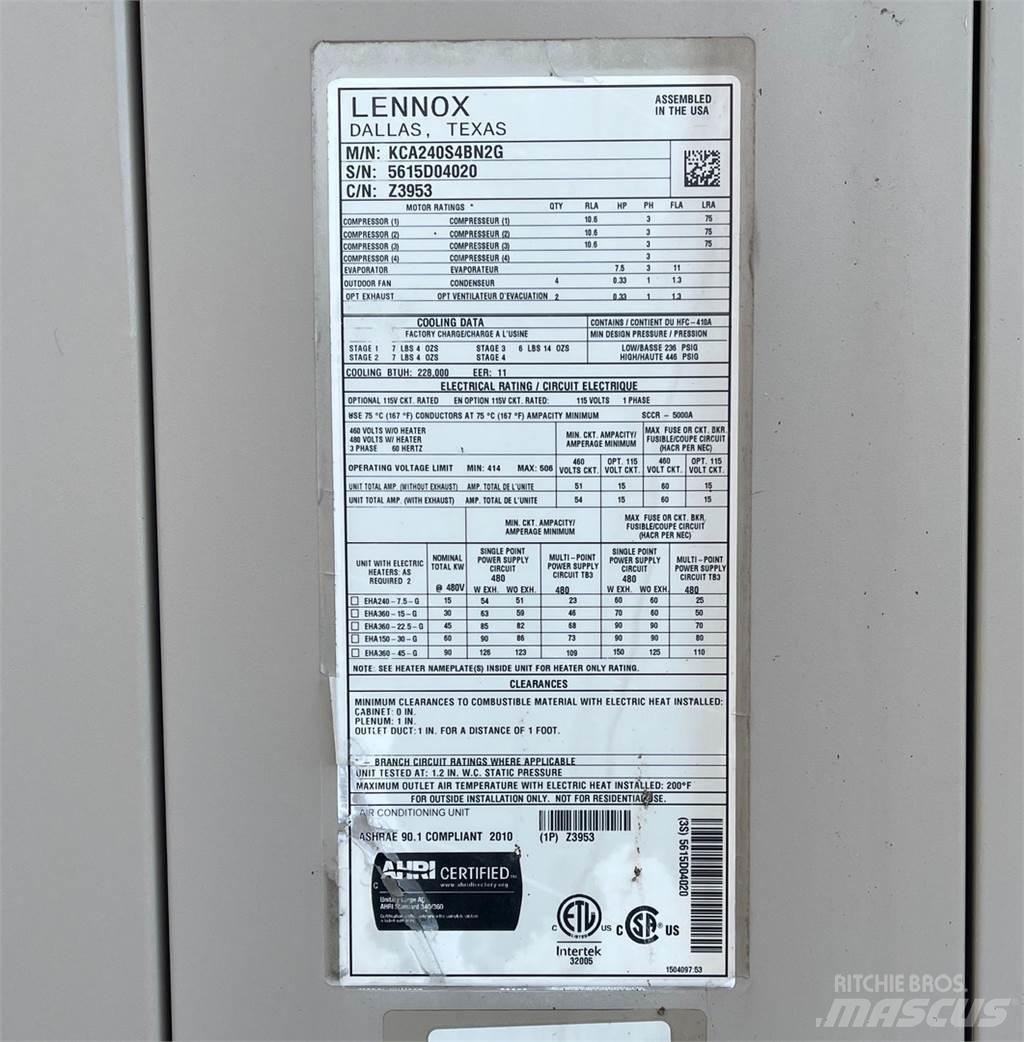 LENNOX
DALLAS, TEXAS
ASSEMBLED
IN THE USA
M/N: KCA240S4BN2G
S/N: 5615D04020
C/N: Z3953
MOTOR RATINGS * QTY RLA HP PH FLA LRA
COMPRESSOR (1) COMPRESSEUR (1) 10.6 3 75
COMPRESSOR (2) COMPRESSEUR (2) 10.6 3 75
COMPRESSOR (3) COMPRESSEUR (3) 10.6 3 75
COMPRESSOR (4) COMPRESSEUR (4) 3
EVAPORATOR EVAPORATEUR 7.5 3 11
OUTDOOR FAN CONDENSEUR 4 0.33 1 1.3
OPT EXHAUST OPT VENTILATEUR D'EVACUATION 2 0.33 1 1.3
COOLING DATA
FACTORY CHARGE/CHARGE A L'USINE
CONTAINS / CONTIENT DU HFC-410A
MIN DESIGN PRESSURE / PRESSION
STAGE 1 7 LBS 4 OZS STAGE 3 6 LBS 14 OZS
STAGE 2 7 LBS 4 OZS STAGE 4
LOW/BASSE 236 PSIG
HIGH/HAUTE 446 PSIG
COOLING BTUH: 228,000 EER: 11
ELECTRICAL RATING / CIRCUIT ELECTRIQUE
OPTIONAL 115V CKT. RATED: EN OPTION 115V CKT. RATED: 115 VOLTS 1 PHASE
USE 75 °C (167 °F) CONDUCTORS AT 75 °C (167 °F) AMPACITY MINIMUM SCCR - 5000A
460 VOLTS W/O HEATER
480 VOLTS W/ HEATER
3 PHASE 60 HERTZ
MIN. CKT. AMPACITY/
AMPERAGE MINIMUM
MAX FUSE OR CKT. BKR.
FUSIBLE/COUPE CIRCUIT
(HACR PER NEC)
OPERATING VOLTAGE LIMIT MIN: 414 MAX: 506
460 VOLTS CKT. OPT. 115 VOLT CKT. 460 VOLT CKT. OPT. 115 VOLT CKT.
UNIT TOTAL AMP. (WITHOUT EXHAUST) AMP. TOTAL DE L'UNITE 51 15 60 15
UNIT TOTAL AMP. (WITH EXHAUST) AMP. TOTAL DE L'UNITE 54 15 60 15
MIN. CKT. AMPACITY/
AMPERAGE MINIMUM
MAX FUSE OR CKT. BKR.
FUSIBLE/COUPE CIRCUIT
(HACR PER NEC)
UNIT WITH ELECTRIC
HEATERS: AS
REQUIRED 2
NOMINAL
TOTAL KW
@ 480V
SINGLE POINT
POWER SUPPLY
CIRCUIT
480
W EXH. WO EXH.
MULTI-POINT
POWER SUPPLY
CIRCUIT TB3
480
SINGLE POINT
POWER SUPPLY
CIRCUIT
480
W EXH. WO EXH.
MULTI-POINT
POWER SUPPLY
CIRCUIT TB3
480
EHA240-7.5-G 15 54 51 23 60 60 25
EHA360-15-G 30 63 59 46 70 60 50
EHA360-22.5-G 45 85 82 68 90 90 70
EHA150-30-G 60 90 86 73 90 90 80
EHA360-45-G 90 126 123 109 150 125 110
NOTE: SEE HEATER NAMEPLATE(S) INSIDE UNIT FOR HEATER ONLY RATING.
CLEARANCES
MINIMUM CLEARANCES TO COMBUSTIBLE MATERIAL WITH ELECTRIC HEAT INSTALLED:
CABINET: 0 IN.
PLENUM: 1 IN.
OUTLET DUCT: 1 IN. FOR A DISTANCE OF 1 FOOT.
* - BRANCH CIRCUIT RATINGS WHERE APPLICABLE
UNIT TESTED AT: 1.2 IN. W.C. STATIC PRESSURE
MAXIMUM OUTLET AIR TEMPERATURE WITH ELECTRIC HEAT INSTALLED: 200°F
FOR OUTSIDE INSTALLATION ONLY. NOT FOR RESIDENTIAL USE.
AIR CONDITIONING UNIT
ASHRAE 90.1 COMPLIANT 2010
(1P) Z3953
(3S) 5615D04020
AHRI CERTIFIED
www.ahridirectory.org
Unitary Large AC
AHRI Standard 340/360
C ETL US
Intertek
32005
C SA US
1504097.53
RITCHIE BROS.
MASCUS